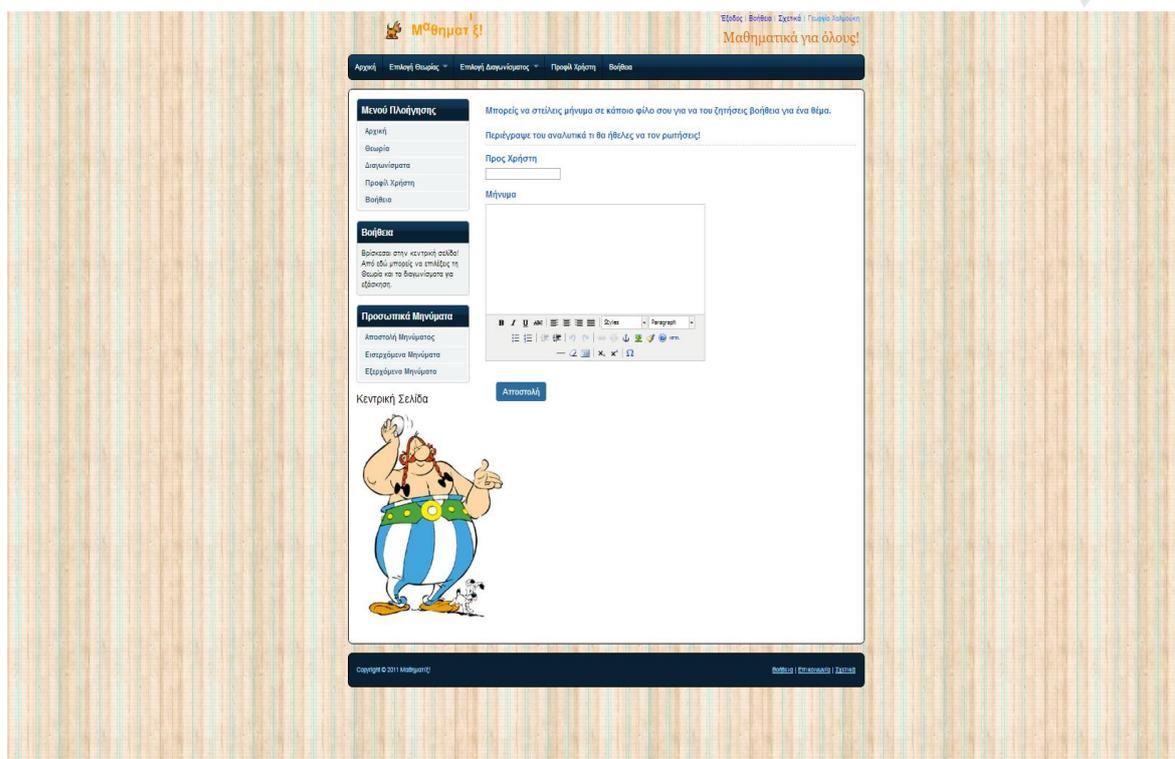 Μαθηματ΄ξ!
Έξοδος | Βοήθεια | Σχετικά |
Μαθηματικά για όλους!
Αρχική Επιλογή Θεωρίας Επιλογή Διαγωνίσματος Προφίλ Χρήστη Βοήθεια
Μενού Πλοήγησης
Αρχική
Θεωρία
Διαγωνίσματα
Προφίλ Χρήστη
Βοήθεια
Βοήθεια
Βρίσκεσαι στην κεντρική σελίδα!
Από εδώ μπορείς να επιλέξεις τη
Θεωρία και τα διαγωνίσματα για
εξάσκηση.
Προσωπικά Μηνύματα
Αποστολή Μηνύματος
Εισερχόμενα Μηνύματα
Εξερχόμενα Μηνύματα
Κεντρική Σελίδα
Μπορείς να στείλεις μήνυμα σε κάποιο φίλο σου για να του ζητήσεις βοήθεια για ένα θέμα.
Περιέγραψε του αναλυτικά τι θα ήθελες να τον ρωτήσεις!
Προς Χρήστη
Μήνυμα
B I U ABC Styles Paragraph
HTML
x, x' Ω
Αποστολή
Copyright © 2011 Μαθηματ'ξ!
Βοήθεια | Επικοινωνία | Σχετικά